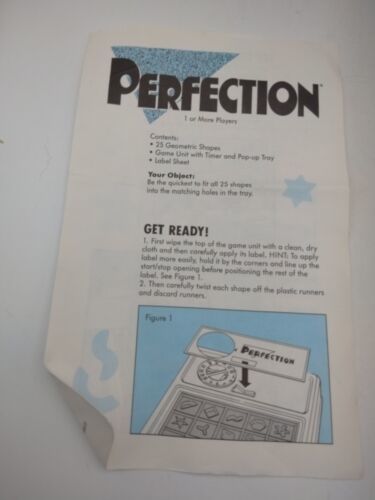 PERFECTION
1 or More Players
Contents:
• 25 Geometric Shapes
• Game Unit with Timer and Pop-up Tray
• Label Sheet
Your Object:
Be the quickest to fit all 25 shapes
into the matching holes in the tray.
GET READY!
1. First wipe the top of the game unit with a clean, dry
cloth and then carefully apply its label. HINT: To apply
label more easily, hold it by the corners and line up the
start/stop opening before positioning the rest of the
label. See Figure 1.
2. Then carefully twist each shape off the plastic runners
and discard runners.
Figure 1
PERFECTION